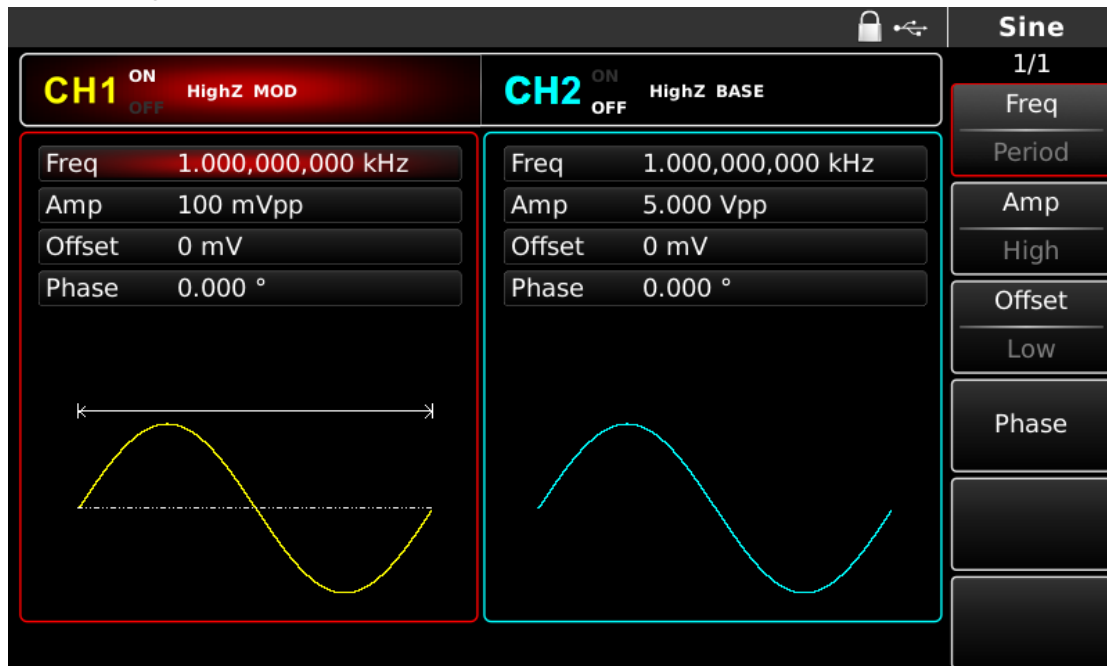 Sine
1/1
CH1 ON OFF HighZ MOD
CH2 ON OFF HighZ BASE
Freq 1.000,000,000 kHz
Amp 100 mVpp
Offset 0 mV
Phase 0.000 °
Freq 1.000,000,000 kHz
Amp 5.000 Vpp
Offset 0 mV
Phase 0.000 °
Freq
Period
Amp
High
Offset
Low
Phase